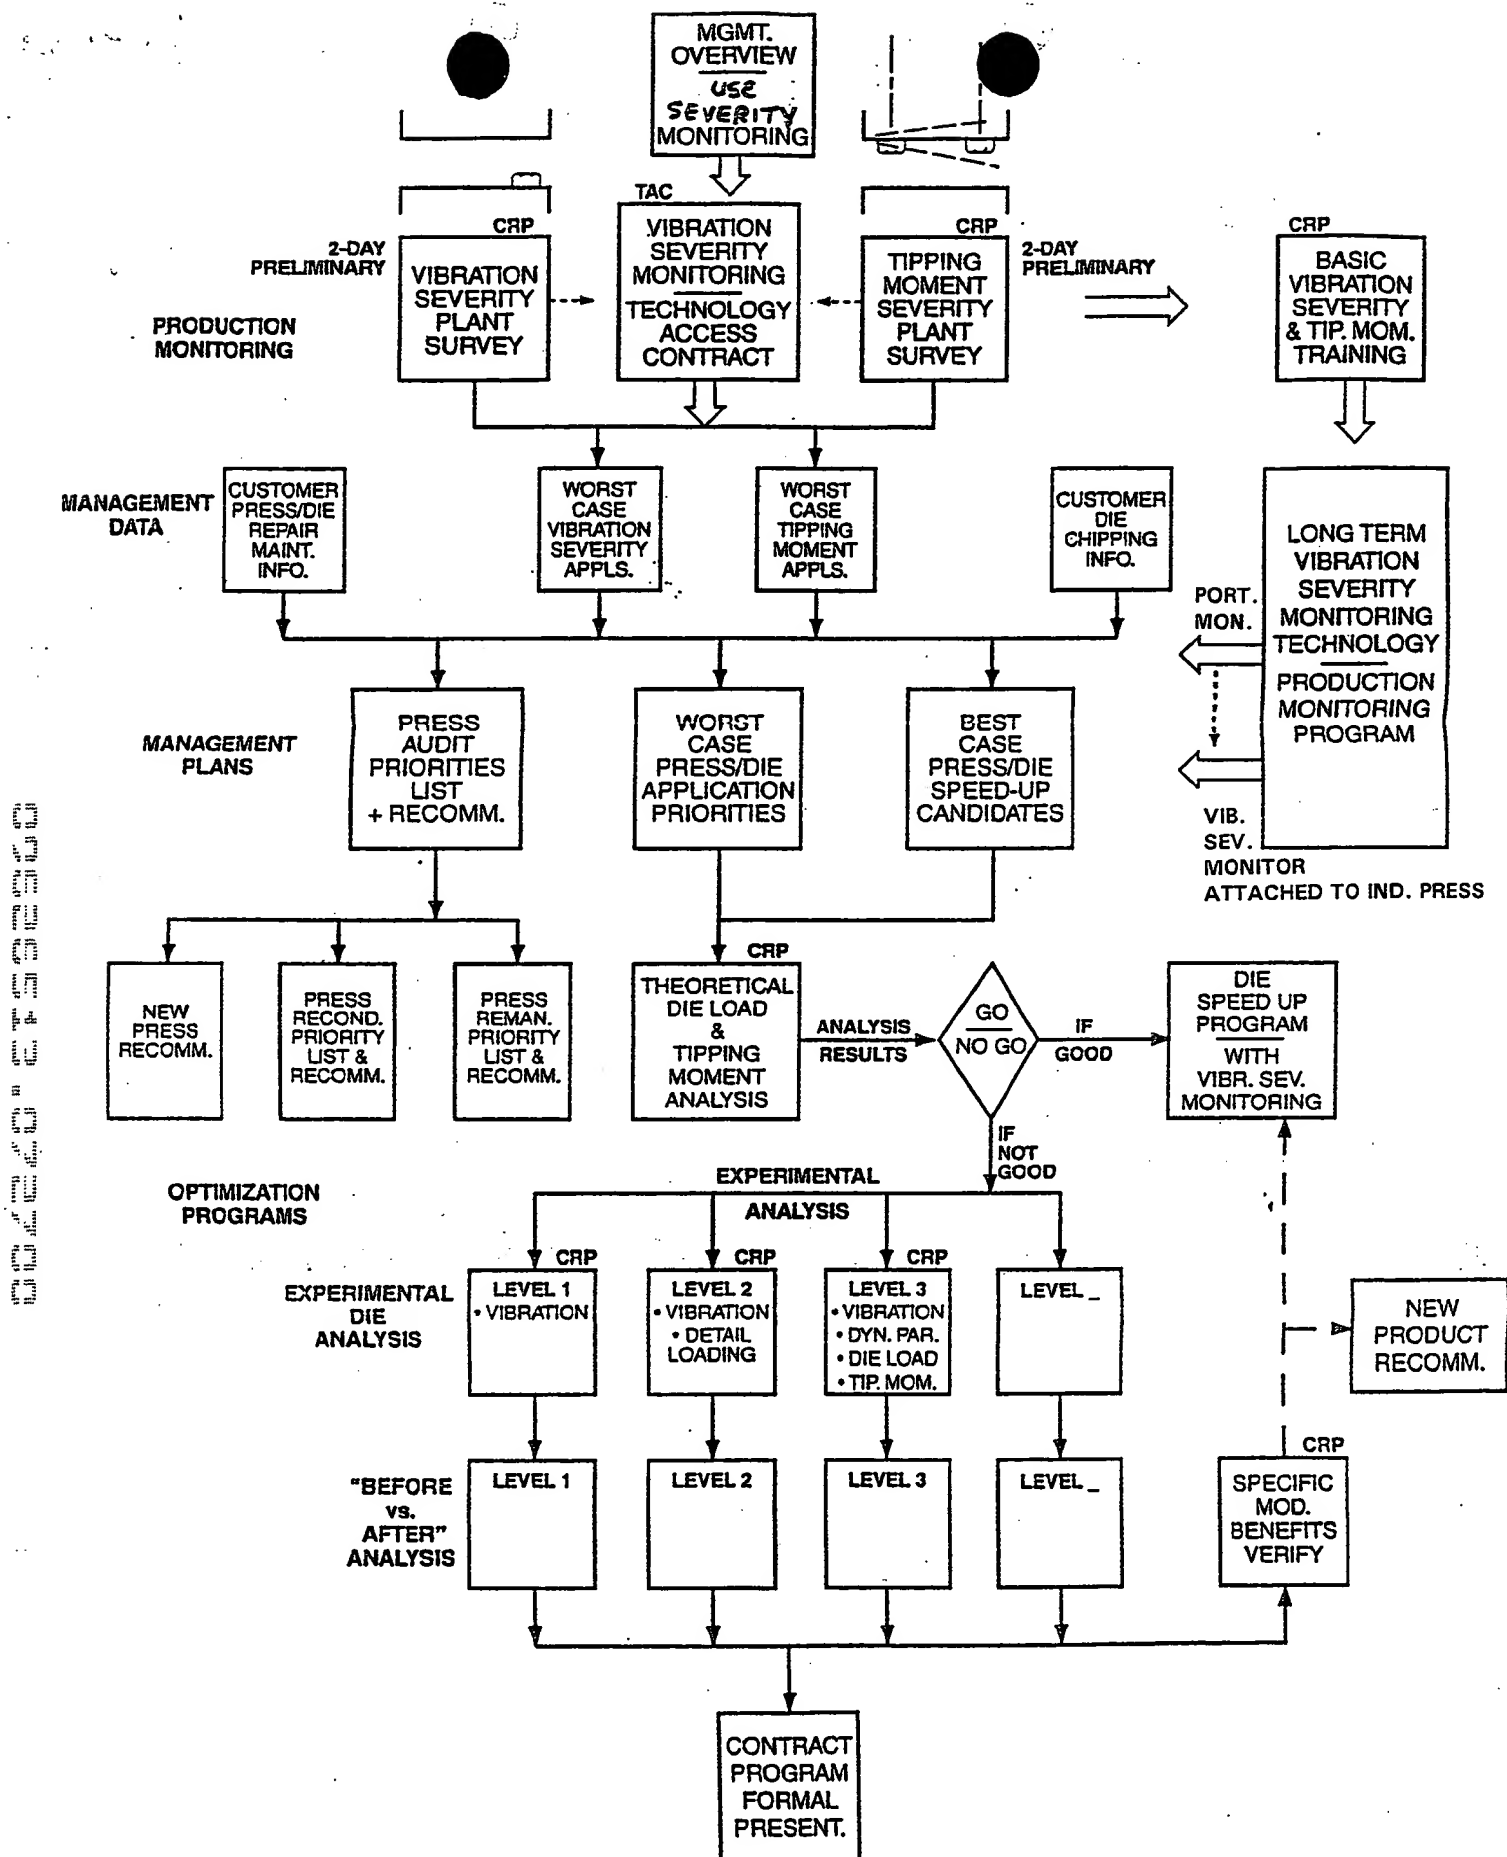 MGMT.
OVERVIEW
USE
SEVERITY
MONITORING
TAC
VIBRATION
SEVERITY
MONITORING
TECHNOLOGY
ACCESS
CONTRACT
2-DAY
PRELIMINARY
CRP
VIBRATION
SEVERITY
PLANT
SURVEY
CRP
TIPPING
MOMENT
SEVERITY
PLANT
SURVEY
2-DAY
PRELIMINARY
CRP
BASIC
VIBRATION
SEVERITY
& TIP. MOM.
TRAINING
PRODUCTION
MONITORING
MANAGEMENT
DATA
CUSTOMER
PRESS/DIE
REPAIR
MAINT.
INFO.
WORST
CASE
VIBRATION
SEVERITY
APPLS.
WORST
CASE
TIPPING
MOMENT
APPLS.
CUSTOMER
DIE
CHIPPING
INFO.
LONG TERM
VIBRATION
SEVERITY
MONITORING
TECHNOLOGY
PRODUCTION
MONITORING
PROGRAM
PORT.
MON.
VIB.
SEV.
MONITOR
ATTACHED TO IND. PRESS
MANAGEMENT
PLANS
PRESS
AUDIT
PRIORITIES
LIST
+ RECOMM.
WORST
CASE
PRESS/DIE
APPLICATION
PRIORITIES
BEST
CASE
PRESS/DIE
SPEED-UP
CANDIDATES
NEW
PRESS
RECOMM.
PRESS
RECOND.
PRIORITY
LIST &
RECOMM.
PRESS
REMAN.
PRIORITY
LIST &
RECOMM.
CRP
THEORETICAL
DIE LOAD
&
TIPPING
MOMENT
ANALYSIS
ANALYSIS
RESULTS
GO
NO GO
IF
GOOD
DIE
SPEED UP
PROGRAM
WITH
VIBR. SEV.
MONITORING
IF
NOT
GOOD
OPTIMIZATION
PROGRAMS
EXPERIMENTAL
ANALYSIS
EXPERIMENTAL
DIE
ANALYSIS
CRP
LEVEL 1
• VIBRATION
CRP
LEVEL 2
• VIBRATION
• DETAIL
LOADING
CRP
LEVEL 3
• VIBRATION
• DYN. PAR.
• DIE LOAD
• TIP. MOM.
LEVEL _
NEW
PRODUCT
RECOMM.
"BEFORE
vs.
AFTER"
ANALYSIS
LEVEL 1
LEVEL 2
LEVEL 3
LEVEL _
CRP
SPECIFIC
MOD.
BENEFITS
VERIFY
CONTRACT
PROGRAM
FORMAL
PRESENT.